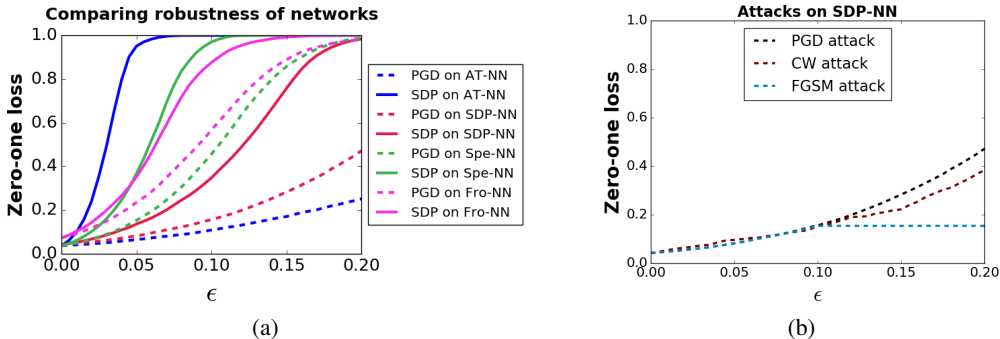 Comparing robustness of networks
Zero-one loss
1.0
0.8
0.6
0.4
0.2
0.0
0.00 0.05 0.10 0.15 0.20
ϵ
PGD on AT-NN
SDP on AT-NN
PGD on SDP-NN
SDP on SDP-NN
PGD on Spe-NN
SDP on Spe-NN
PGD on Fro-NN
SDP on Fro-NN
(a)
Attacks on SDP-NN
Zero-one loss
1.0
0.8
0.6
0.4
0.2
0.0
0.00 0.05 0.10 0.15 0.20
ϵ
PGD attack
CW attack
FGSM attack
(b)